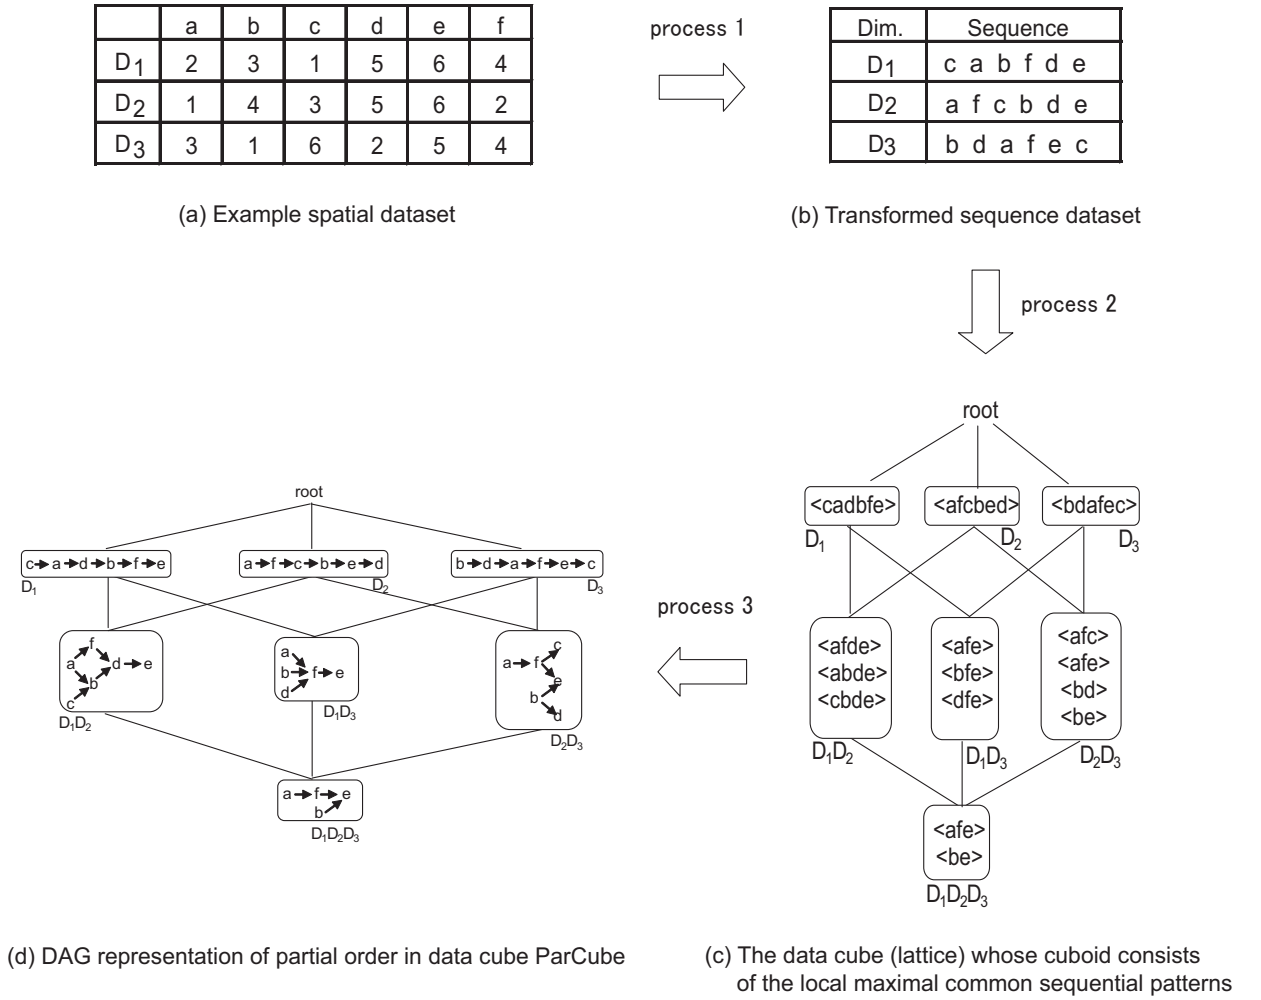 a b c d e f
D1 2 3 1 5 6 4
D2 1 4 3 5 6 2
D3 3 1 6 2 5 4
(a) Example spatial dataset
process 1
Dim. Sequence
D1 c a b f d e
D2 a f c b d e
D3 b d a f e c
(b) Transformed sequence dataset
process 2
root
<cadbfe> <afcbed> <bdafec>
D1 D2 D3
<afde>
<abde>
<cbde>
D1D2
<afe>
<bfe>
<dfe>
D1D3
<afc>
<afe>
<bd>
<be>
D2D3
<afe>
<be>
D1D2D3
(c) The data cube (lattice) whose cuboid consists
of the local maximal common sequential patterns
process 3
root
c a d b f e
D1
a f c b e d
D2
b d a f e c
D3
f
a d e
b
c
D1D2
a
b f e
d
D1D3
c
a f
e
b
d
D2D3
a f e
b
D1D2D3
(d) DAG representation of partial order in data cube ParCube